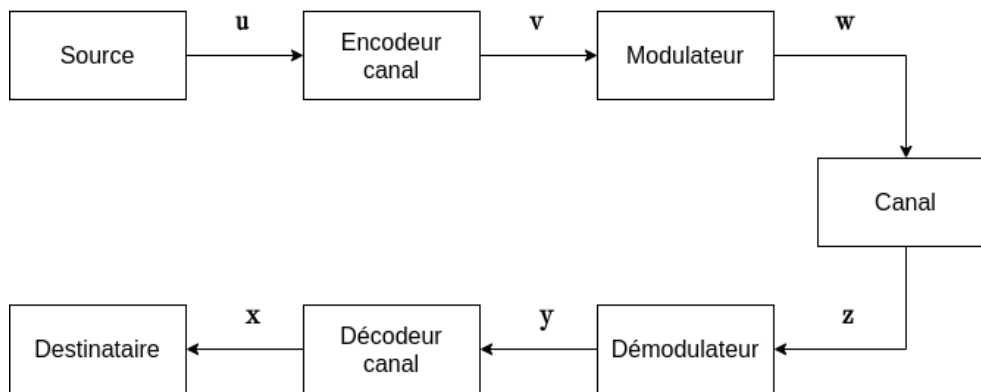 u
v
w
Source
Encodeur
canal
Modulateur
Canal
x
y
z
Destinataire
Décodeur
canal
Démodulateur